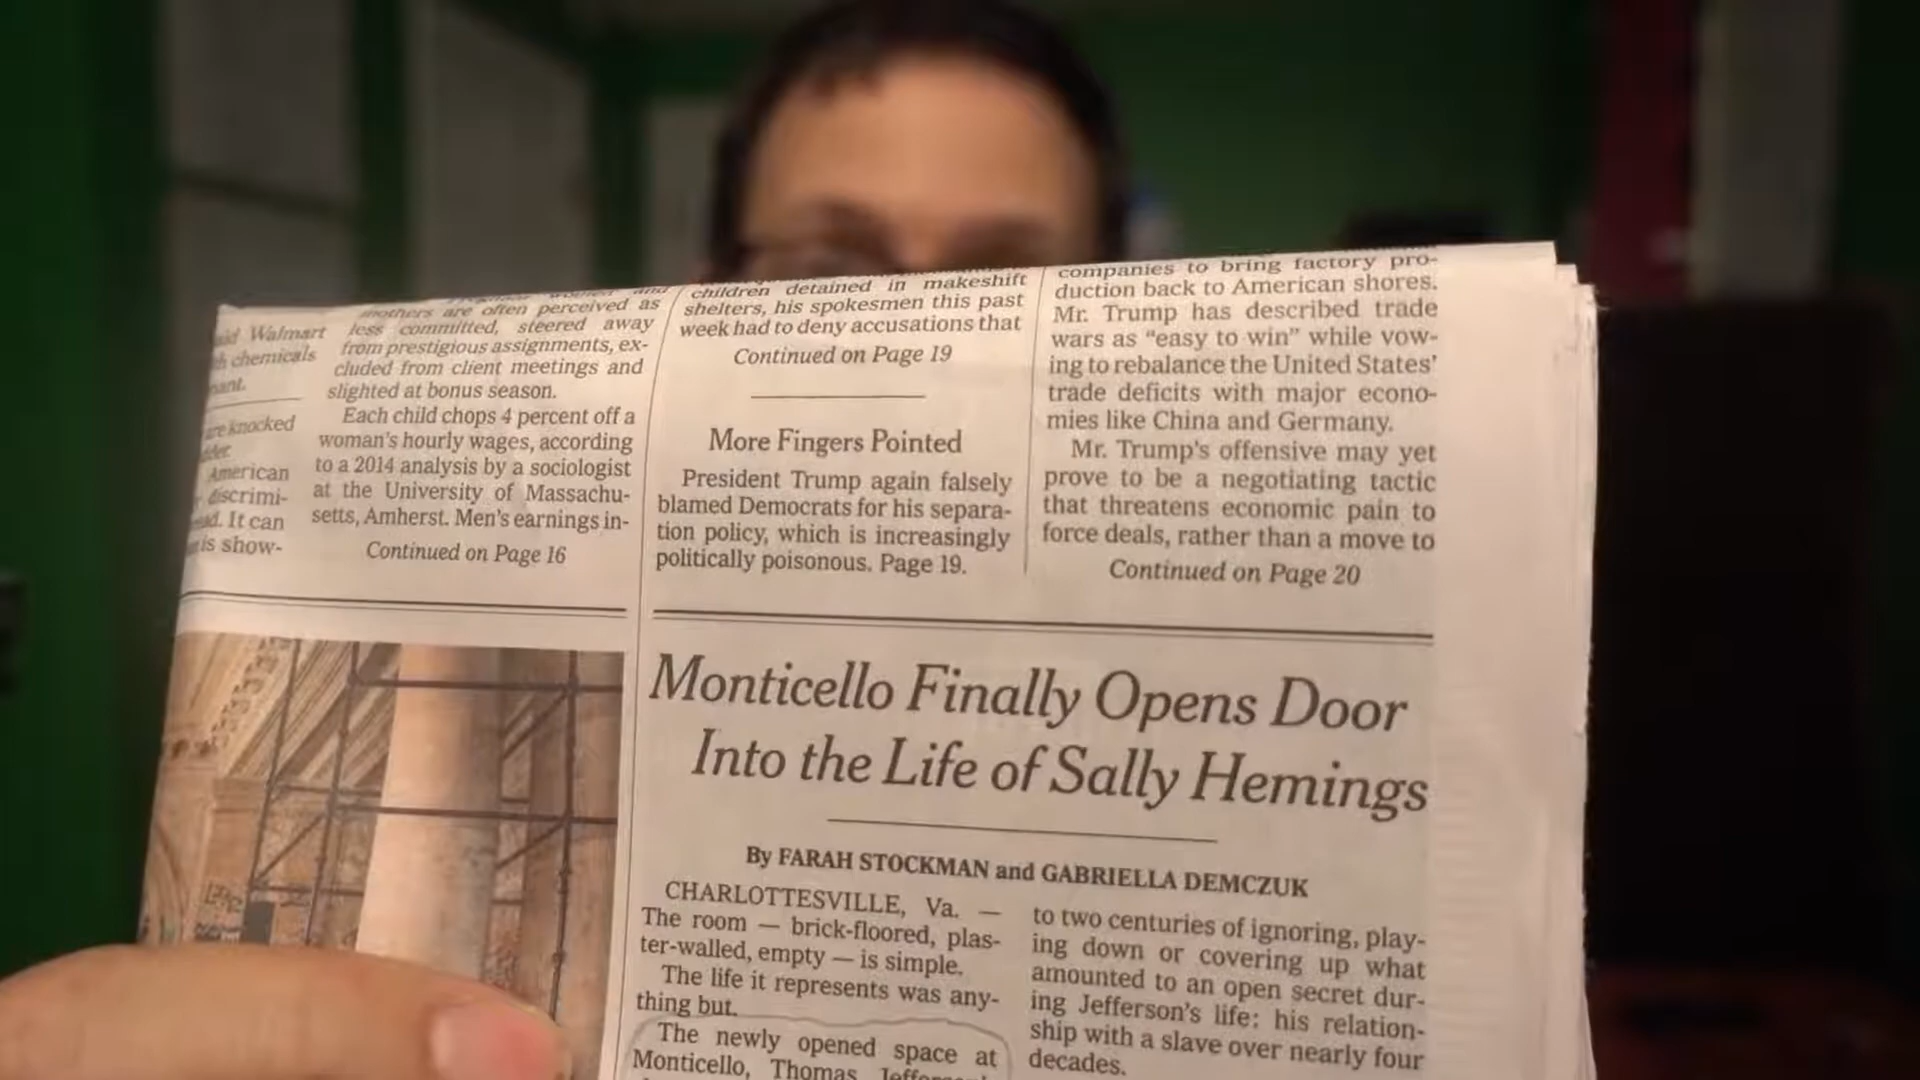 Walmart
chemicals
are knocked
American
discrimi-
It can
is show-
mothers are often perceived as
less committed, steered away
from prestigious assignments, ex-
cluded from client meetings and
slighted at bonus season.
Each child chops 4 percent off a
woman's hourly wages, according
to a 2014 analysis by a sociologist
at the University of Massachu-
setts, Amherst. Men's earnings in-
Continued on Page 16
children detained in makeshift
shelters, his spokesmen this past
week had to deny accusations that
Continued on Page 19
More Fingers Pointed
President Trump again falsely
blamed Democrats for his separa-
tion policy, which is increasingly
politically poisonous. Page 19.
companies to bring factory pro-
duction back to American shores.
Mr. Trump has described trade
wars as “easy to win” while vow-
ing to rebalance the United States'
trade deficits with major econo-
mies like China and Germany.
Mr. Trump's offensive may yet
prove to be a negotiating tactic
that threatens economic pain to
force deals, rather than a move to
Continued on Page 20
Monticello Finally Opens Door
Into the Life of Sally Hemings
By FARAH STOCKMAN and GABRIELLA DEMCZUK
CHARLOTTESVILLE, Va. —
The room — brick-floored, plas-
ter-walled, empty — is simple.
The life it represents was any-
thing but.
The newly opened space at
Monticello, Thomas
to two centuries of ignoring, play-
ing down or covering up what
amounted to an open secret dur-
ing Jefferson's life: his relation-
ship with a slave over nearly four
decades.